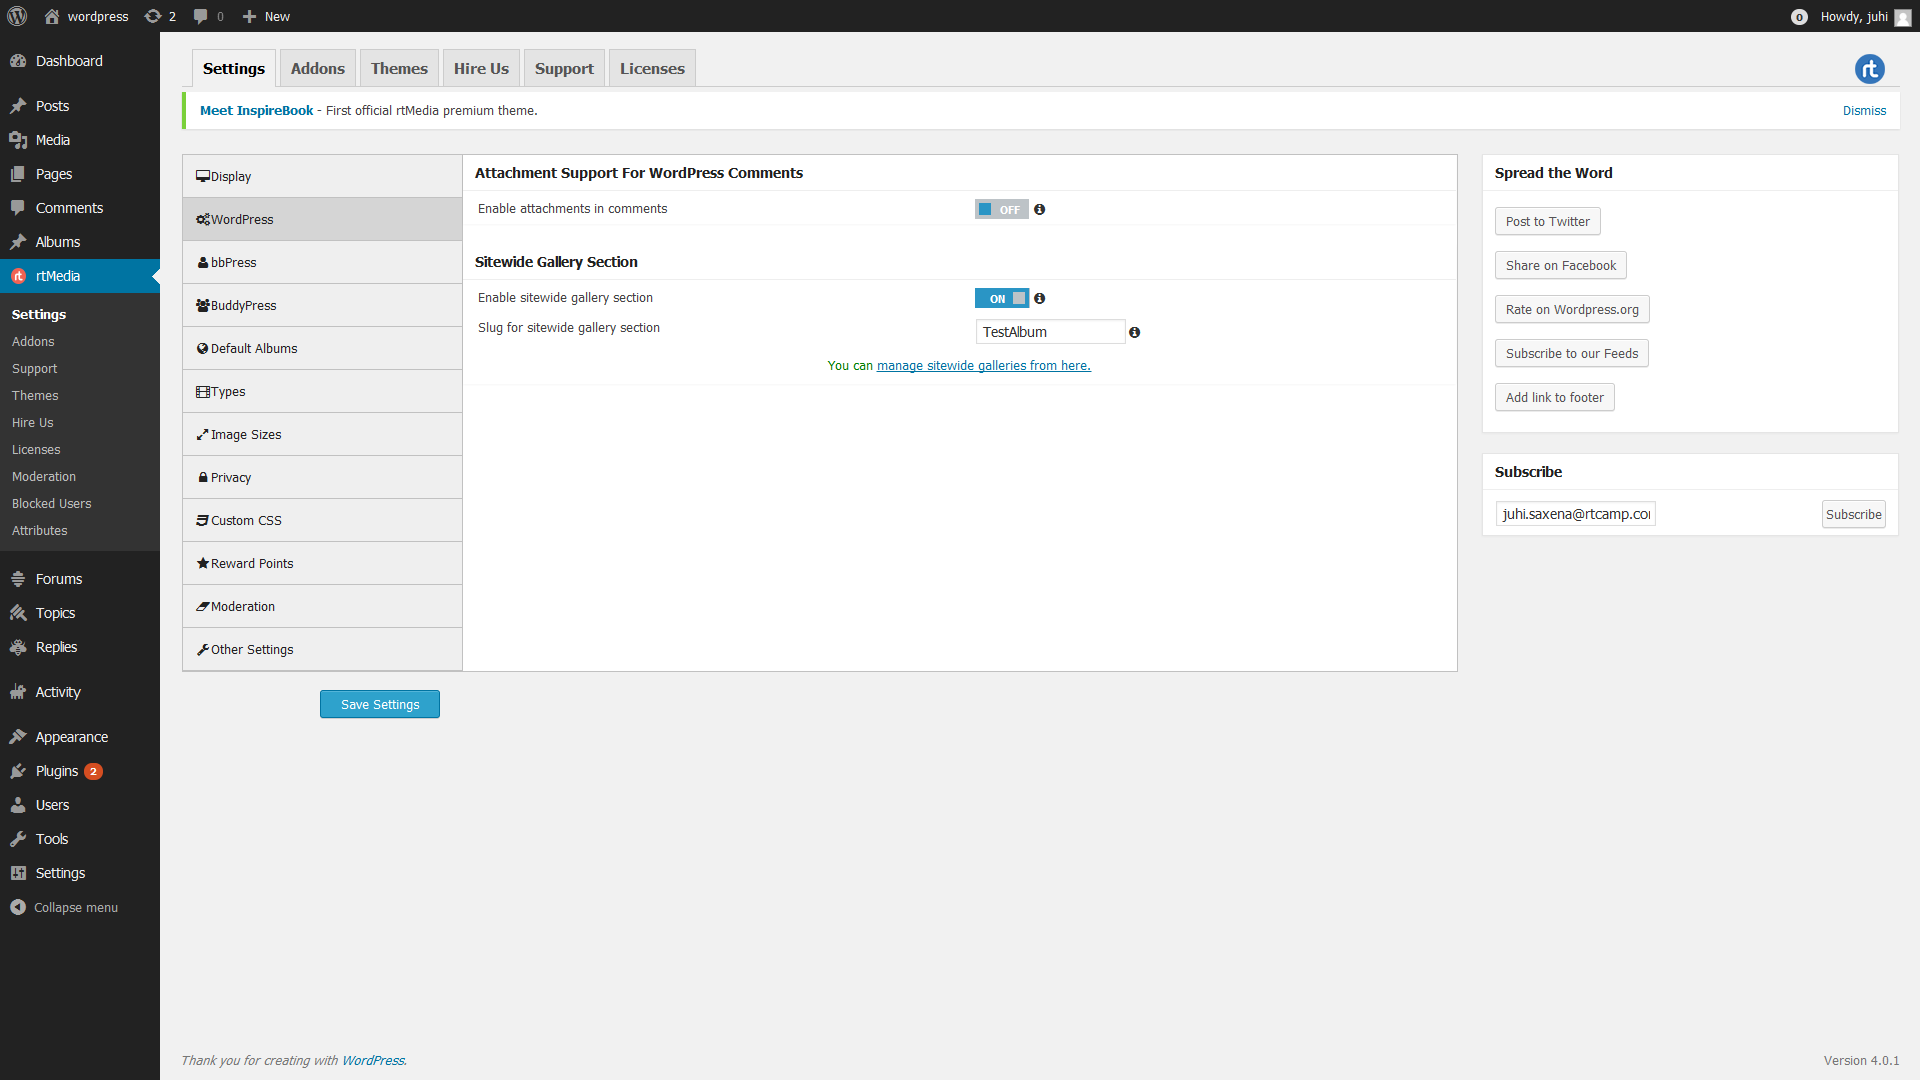 wordpress 2 0 New 0 Howdy, juhi
Dashboard
Posts
Media
Pages
Comments
Albums
rtMedia
Settings
Addons
Support
Themes
Hire Us
Licenses
Moderation
Blocked Users
Attributes
Forums
Topics
Replies
Activity
Appearance
Plugins 2
Users
Tools
Settings
Collapse menu
Settings Addons Themes Hire Us Support Licenses rt
Meet InspireBook - First official rtMedia premium theme. Dismiss
Display
WordPress
bbPress
BuddyPress
Default Albums
Types
Image Sizes
Privacy
Custom CSS
Reward Points
Moderation
Other Settings
Save Settings
Attachment Support For WordPress Comments
Enable attachments in comments OFF
Sitewide Gallery Section
Enable sitewide gallery section ON
Slug for sitewide gallery section TestAlbum
You can manage sitewide galleries from here.
Spread the Word
Post to Twitter
Share on Facebook
Rate on Wordpress.org
Subscribe to our Feeds
Add link to footer
Subscribe
juhi.saxena@rtcamp.co Subscribe
Thank you for creating with WordPress. Version 4.0.1